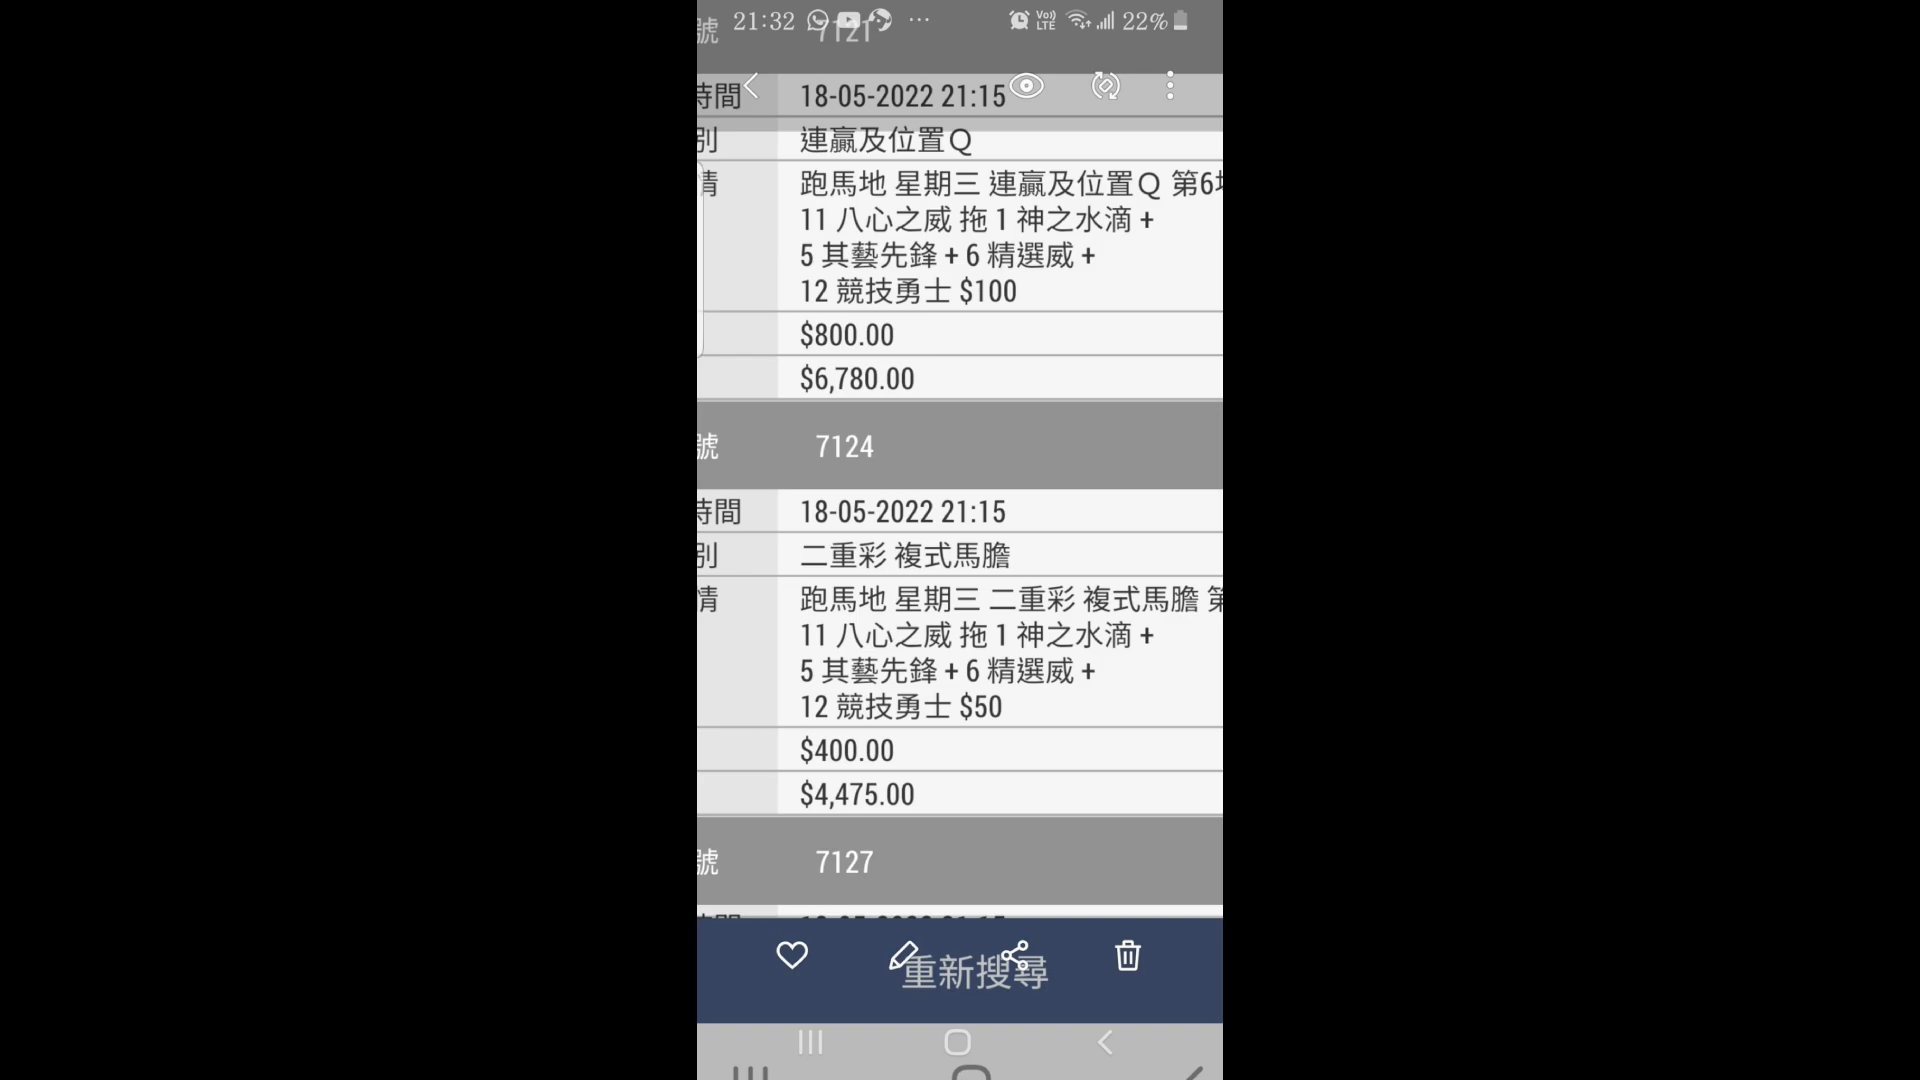 21:32 22%
號 7121
時間 18-05-2022 21:15
別 連贏及位置Q
情 跑馬地 星期三 連贏及位置Q 第6
11 八心之威 拖 1 神之水滴 +
5 其藝先鋒 + 6 精選威 +
12 競技勇士 $100
$800.00
$6,780.00
號 7124
時間 18-05-2022 21:15
別 二重彩 複式馬膽
情 跑馬地 星期三 二重彩 複式馬膽 第
11 八心之威 拖 1 神之水滴 +
5 其藝先鋒 + 6 精選威 +
12 競技勇士 $50
$400.00
$4,475.00
號 7127
重新搜尋